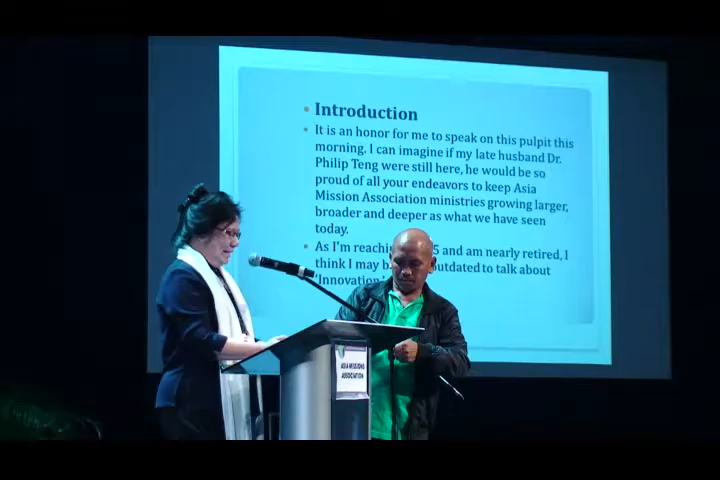 Introduction
It is an honor for me to speak on this pulpit this
morning. I can imagine if my late husband Dr.
Philip Teng were still here, he would be so
proud of all your endeavors to keep Asia
Mission Association ministries growing larger,
broader and deeper as what we have seen
today.
As I'm 5 and am nearly retired, I
think I may outdated to talk about
'Innovation'
ASIA MISSIONS
ASSOCIATION